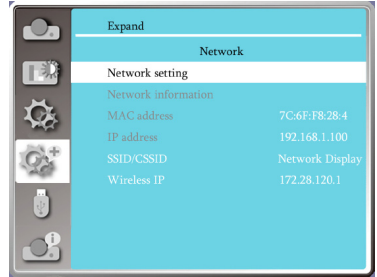 Expand
Network
Network setting
Network information
MAC address 7C:6F:F8:28:4
IP address 192.168.1.100
SSID/CSSID Network Display
Wireless IP 172.28.120.1